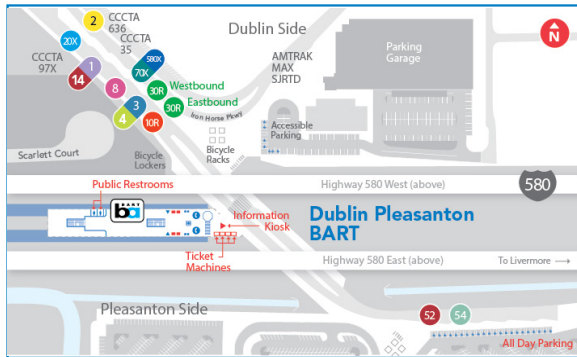 2
CCCTA
636
Dublin Side
20X
CCCTA
35
580X
70X
CCCTA
97X
1
14
8
30R
Westbound
Eastbound
30R
3
4
10R
Iron Horse Pkwy
AMTRAK
MAX
SJRTD
Parking
Garage
N
Accessible
Parking
Scarlett Court
Bicycle
Lockers
Bicycle
Racks
Public Restrooms
Highway 580 West (above)
580
BART
ba
Information
Kiosk
Dublin Pleasanton
BART
Ticket
Machines
Highway 580 East (above)
To Livermore
Pleasanton Side
52
54
All Day Parking